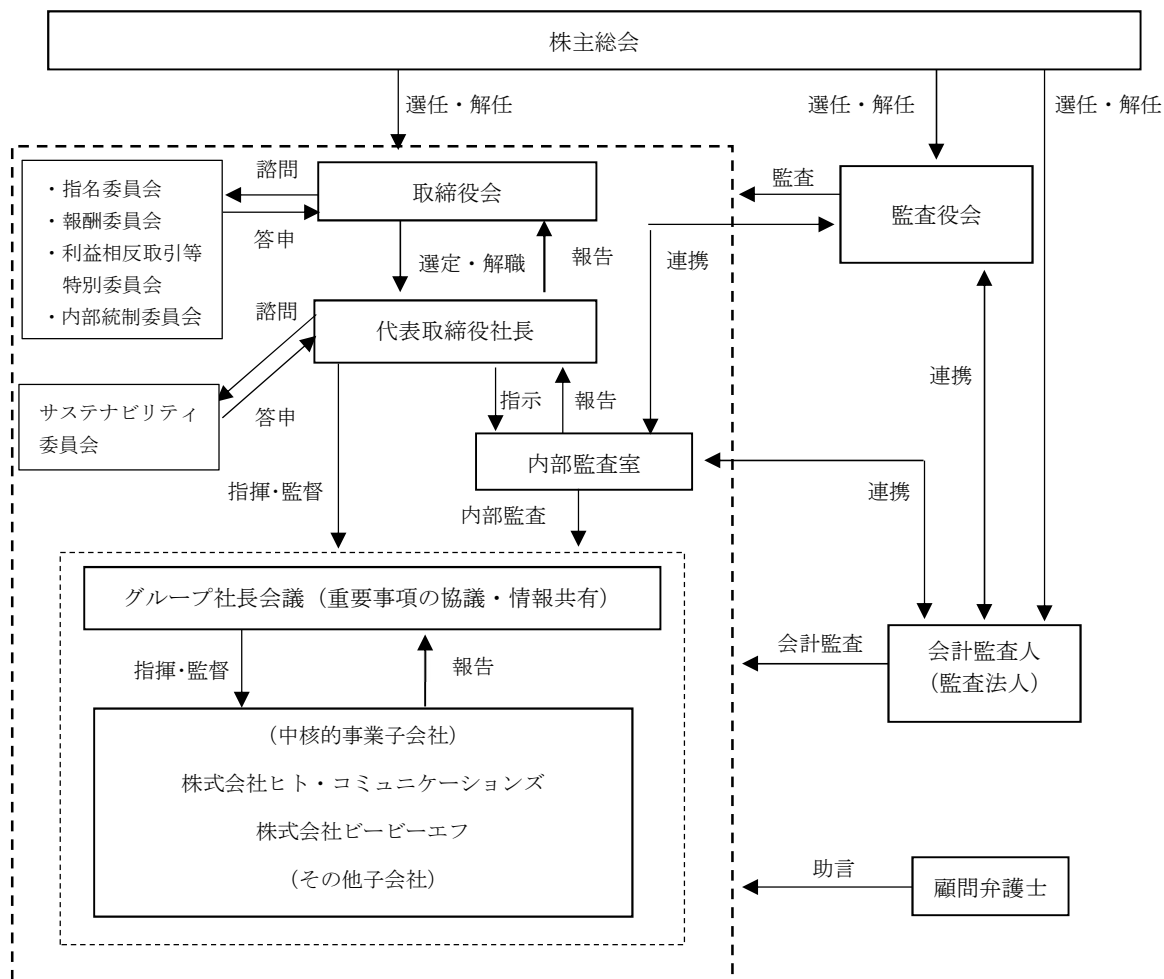 株主総会
選任・解任
選任・解任
選任・解任
・指名委員会
・報酬委員会
・利益相反取引等
特別委員会
・内部統制委員会
諮問
答申
取締役会
監査
監査役会
選定・解職
報告
連携
諮問
代表取締役社長
サステナビリティ
委員会
答申
指示
報告
連携
内部監査室
連携
指揮・監督
内部監査
グループ社長会議（重要事項の協議・情報共有）
指揮・監督
報告
会計監査
会計監査人
（監査法人）
（中核的事業子会社）
株式会社ヒト・コミュニケーションズ
株式会社ビービーエフ
（その他子会社）
助言
顧問弁護士